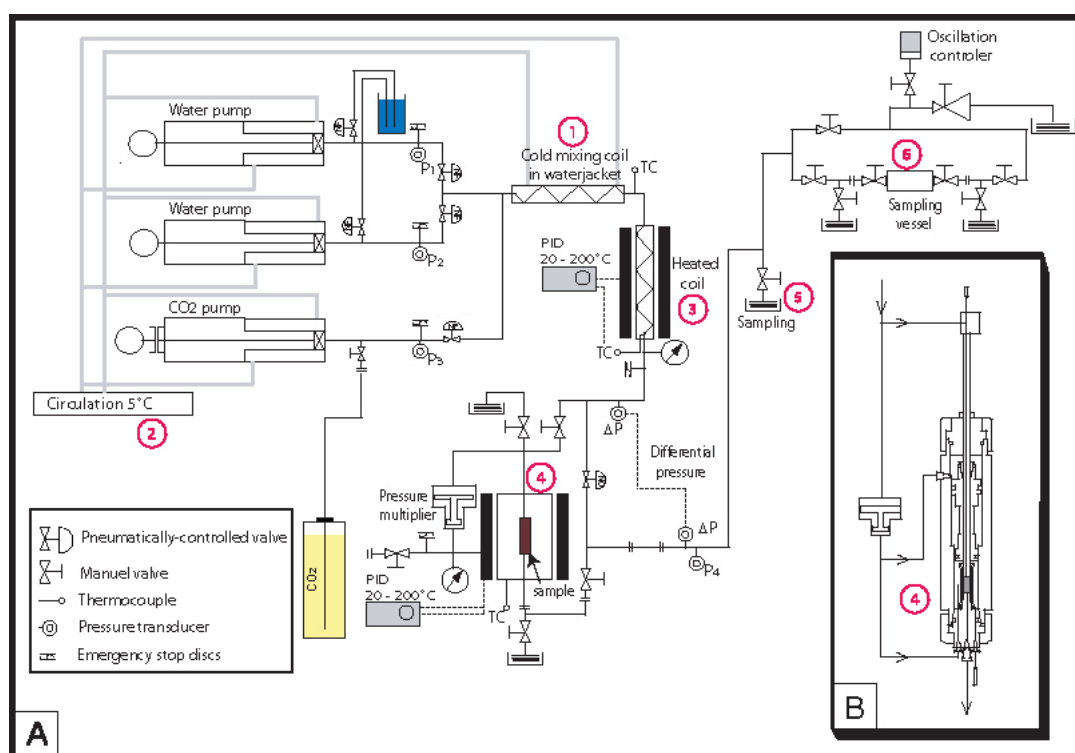 Oscillation
controler
Water pump
1
P1
Cold mixing coil
in waterjacket
TC
6
Sampling
vessel
Water pump
P2
PID
20 - 200°C
Heated
coil
3
B
CO2 pump
P3
TC
5
Sampling
Circulation 5°C
2
ΔP
Differential
pressure
4
Pressure
multiplier
ΔP
P4
sample
PID
20 - 200°C
TC
CO2
4
Pneumatically-controlled valve
Manuel valve
Thermocouple
Pressure transducer
Emergency stop discs
A
B